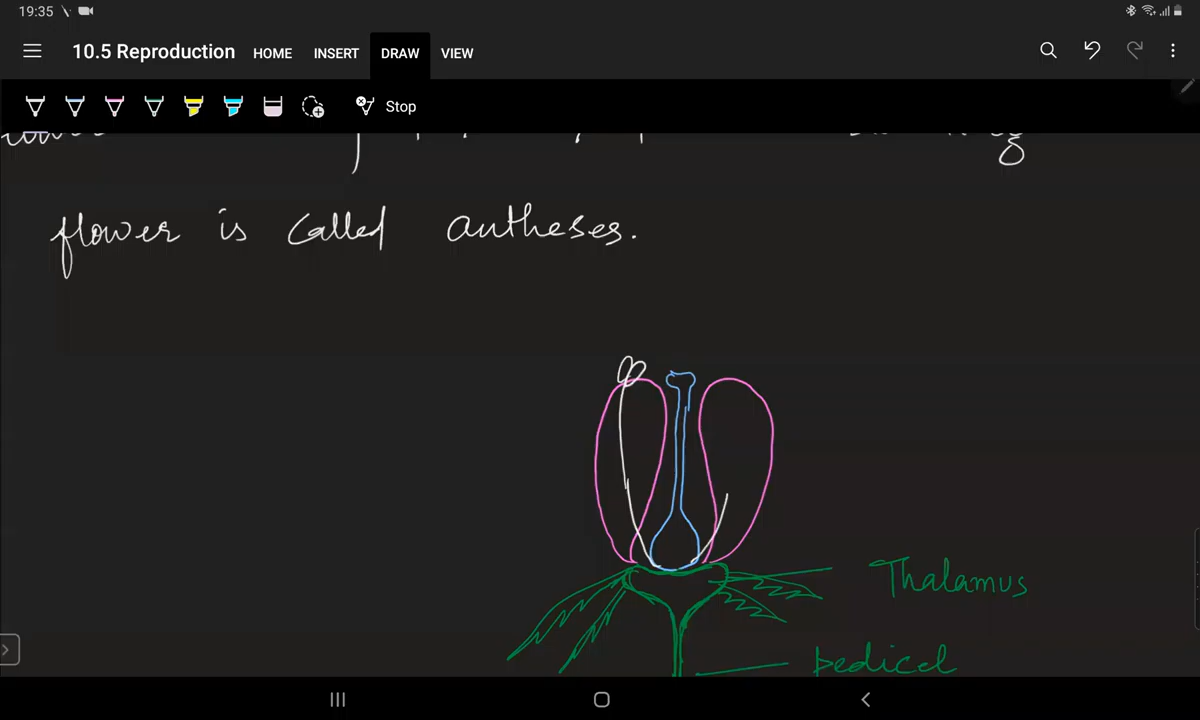 19:35
10.5 Reproduction HOME INSERT DRAW VIEW
Stop
flower is called antheses.
Thalamus
pedicel